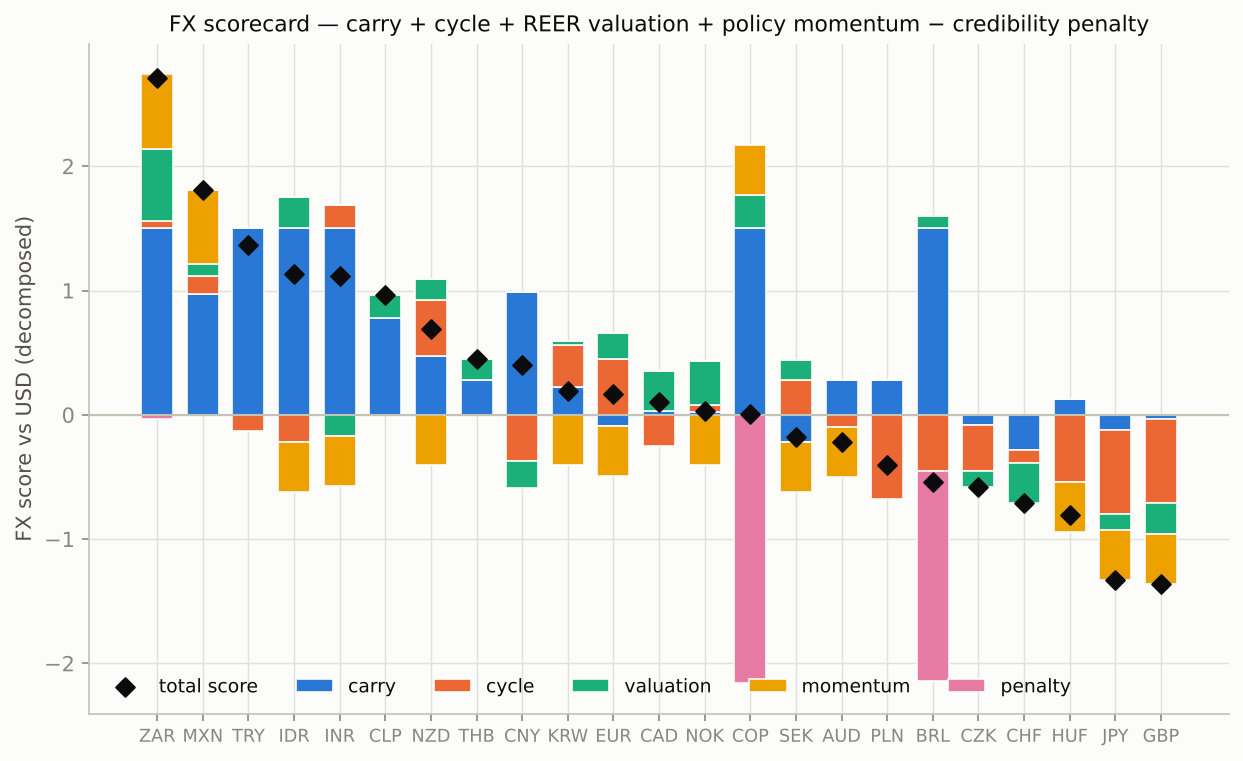 FX scorecard — carry + cycle + REER valuation + policy momentum − credibility penalty
FX score vs USD (decomposed)
2
1
0
−1
−2
total score carry cycle valuation momentum penalty
ZAR MXN TRY IDR INR CLP NZD THB CNY KRW EUR CAD NOK COP SEK AUD PLN BRL CZK CHF HUF JPY GBP